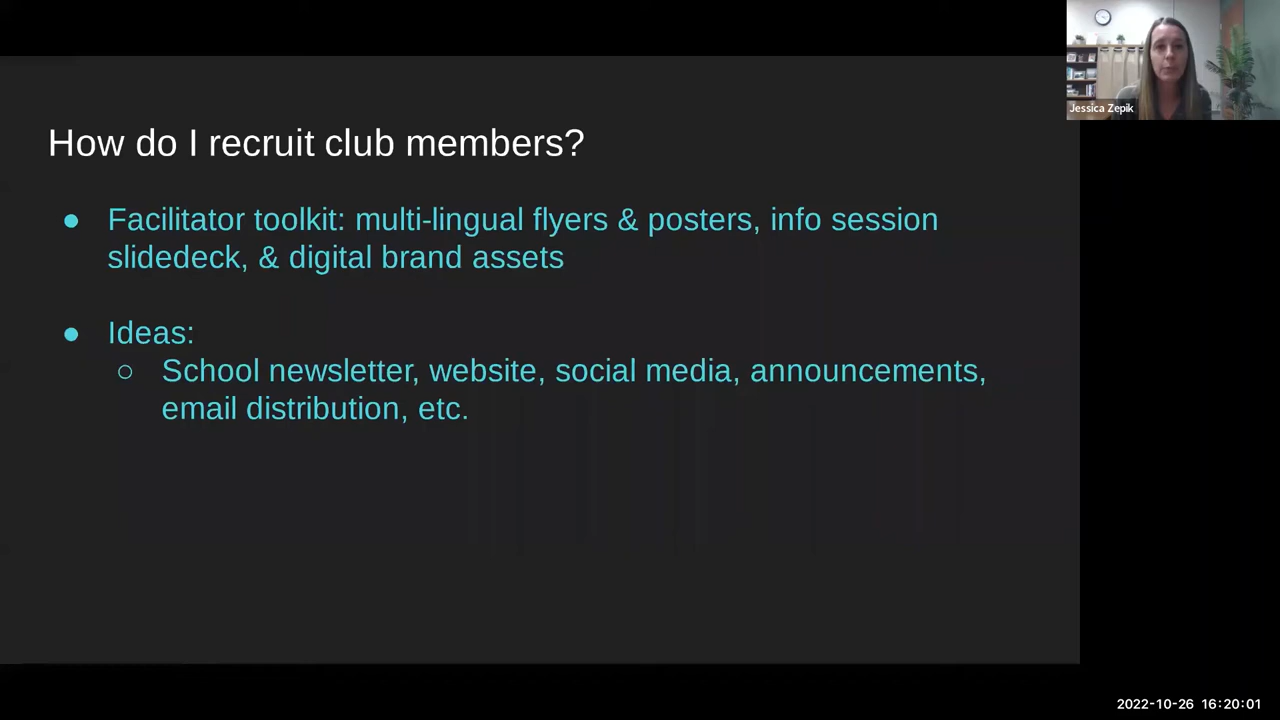 Jessica Zepik
How do I recruit club members?
● Facilitator toolkit: multi-lingual flyers & posters, info session
slidedeck, & digital brand assets
● Ideas:
○ School newsletter, website, social media, announcements,
email distribution, etc.
2022-10-26 16:20:01